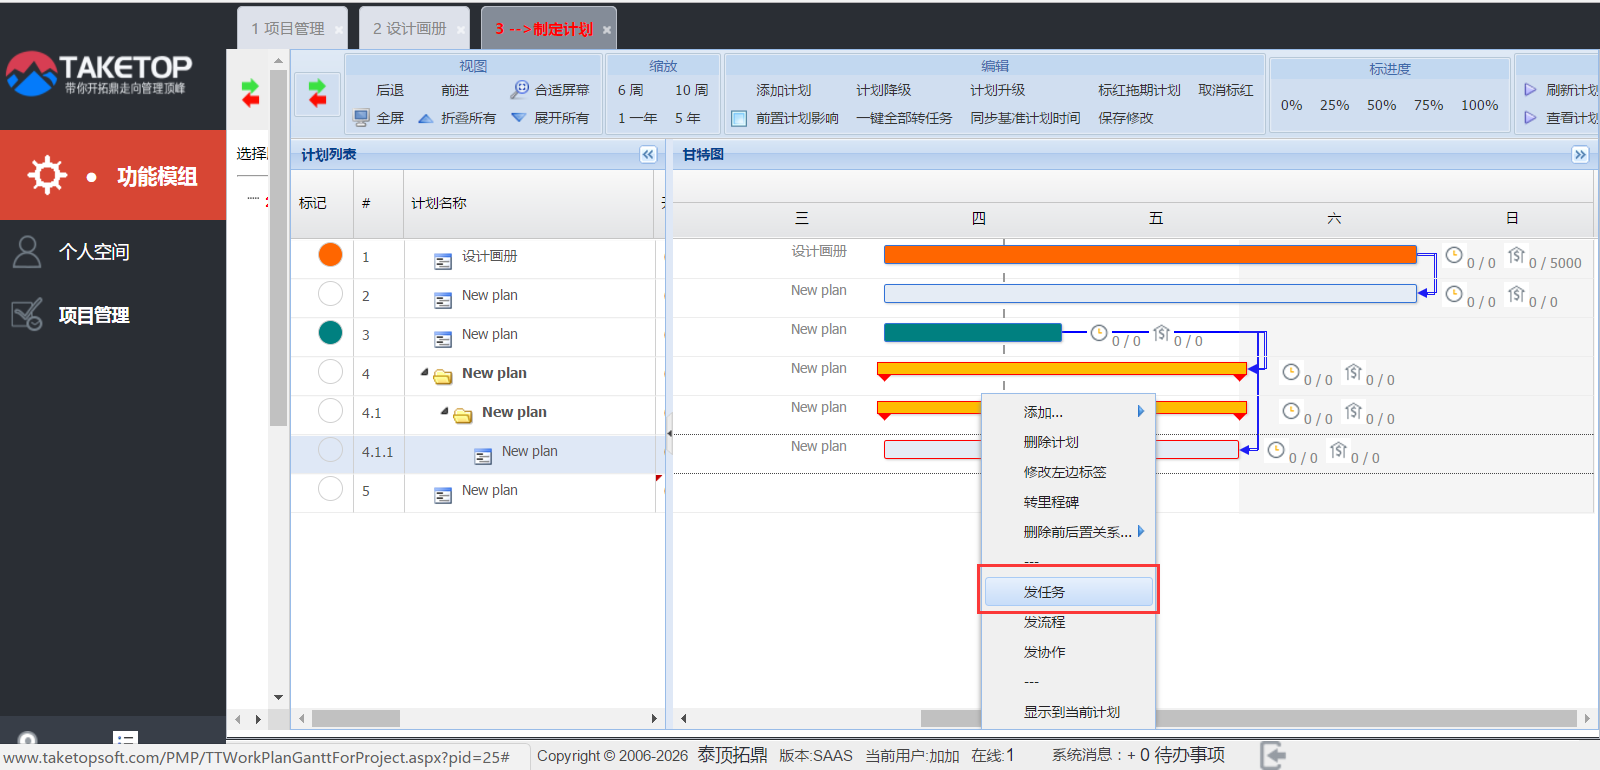 1 项目管理 ×
2 设计画册 ×
3 -->制定计划 ×
TAKETOP
带你开拓鼎走向管理顶峰
功能模组
个人空间
项目管理
视图
后退 前进 合适屏幕
全屏 折叠所有 展开所有
缩放
6 周 10 周
1 一年 5 年
编辑
添加计划 计划降级 计划升级 标红拖期计划 取消标红
前置计划影响 一键全部转任务 同步基准计划时间 保存修改
标进度
0% 25% 50% 75% 100%
刷新计划
查看计划
计划列表
甘特图
标记 # 计划名称
三 四 五 六 日
1 设计画册
2 New plan
3 New plan
4 New plan
4.1 New plan
4.1.1 New plan
5 New plan
设计画册 0 / 0 0 / 5000
New plan 0 / 0 0 / 0
New plan 0 / 0 0 / 0
New plan 0 / 0 0 / 0
New plan 0 / 0 0 / 0
New plan 0 / 0 0 / 0
添加...
删除计划
修改左边标签
转里程碑
删除前后置关系...
---
发任务
发流程
发协作
---
显示到当前计划
www.taketopsoft.com/PMP/TTWorkPlanGanttForProject.aspx?pid=25#
Copyright © 2006-2026 泰顶拓鼎 版本:SAAS 当前用户:加加 在线:1 系统消息：+ 0 待办事项